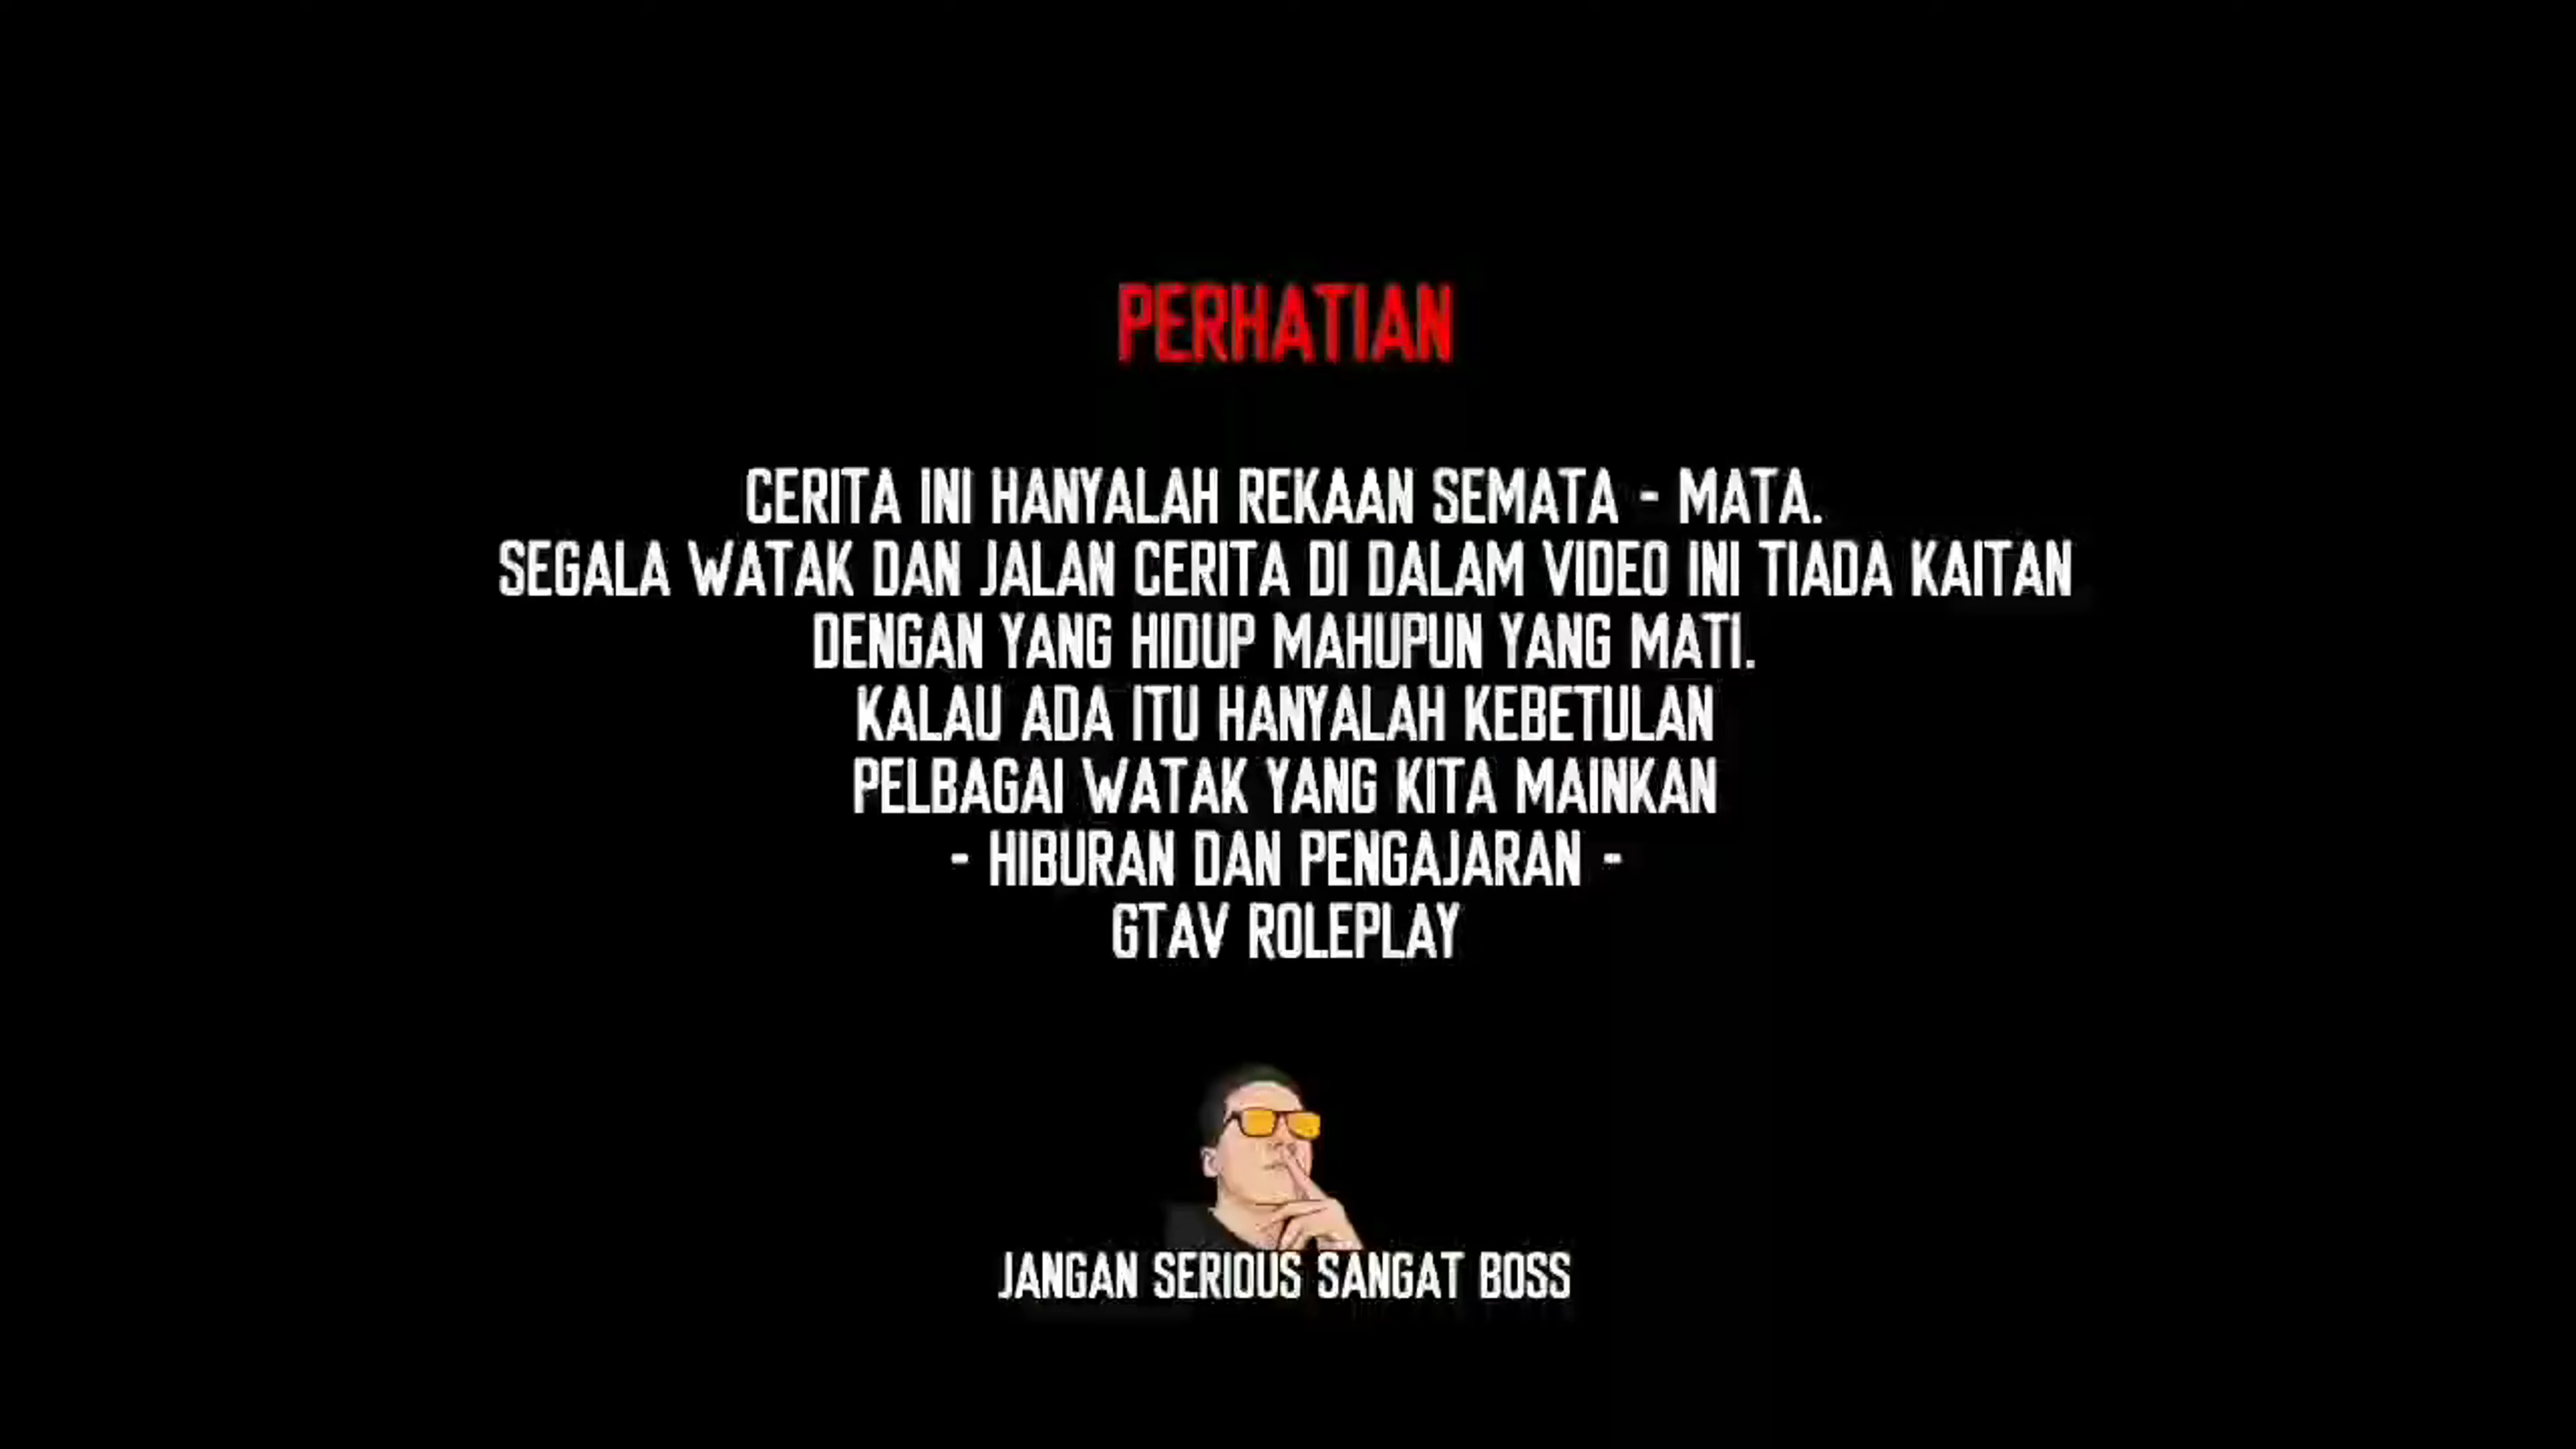 PERHATIAN
CERITA INI HANYALAH REKAAN SEMATA - MATA.
SEGALA WATAK DAN JALAN CERITA DI DALAM VIDEO INI TIADA KAITAN
DENGAN YANG HIDUP MAHUPUN YANG MATI.
KALAU ADA ITU HANYALAH KEBETULAN
PELBAGAI WATAK YANG KITA MAINKAN
- HIBURAN DAN PENGAJARAN -
GTAV ROLEPLAY
JANGAN SERIOUS SANGAT BOSS